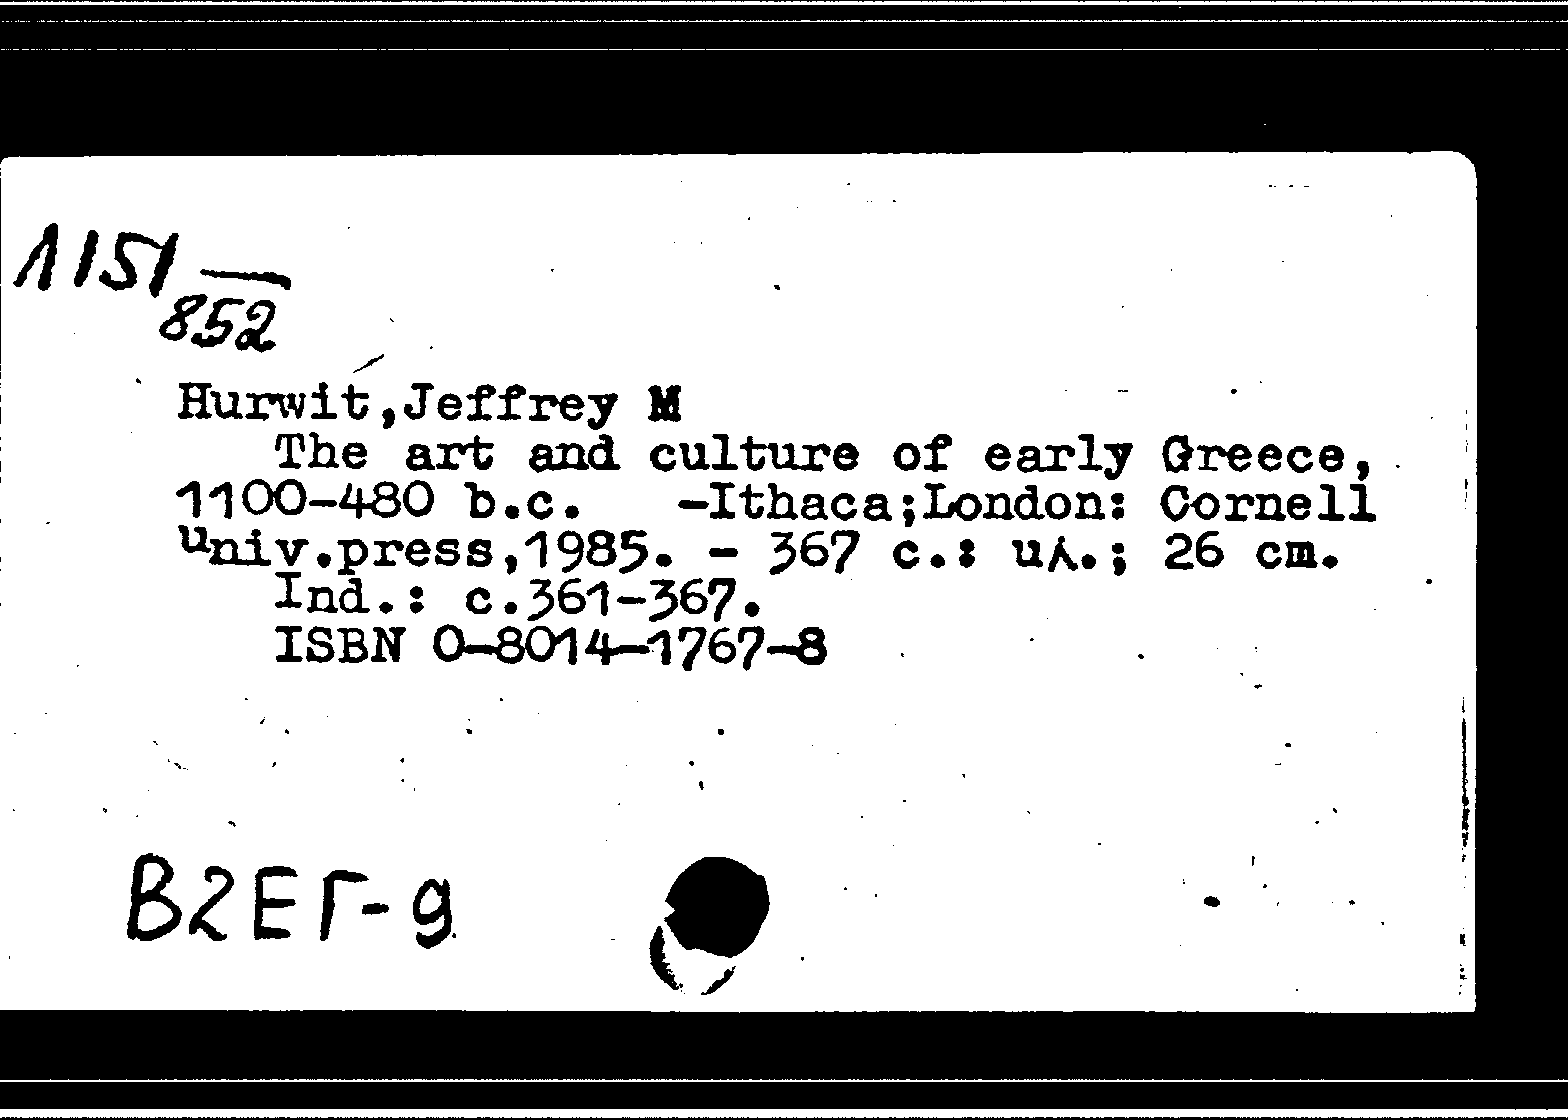 1151
852
Hurwit,Jeffrey M
The art and culture of early Greece,
1100-480 b.c. -Ithaca;London: Cornell
Univ.press,1985. - 367 с.: ил.; 26 cm.
Ind.: с.361-367.
ISBN 0-8014-1767-8
В2ЕГ-9